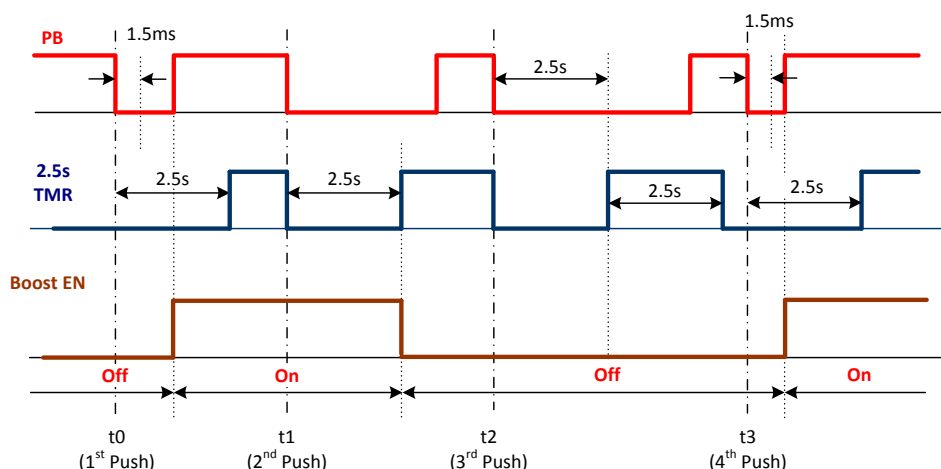 PB
1.5ms
2.5s
1.5ms
2.5s
TMR
2.5s
2.5s
2.5s
2.5s
Boost EN
Off
On
Off
On
t0
t1
t2
t3
(1st Push)
(2nd Push)
(3rd Push)
(4th Push)